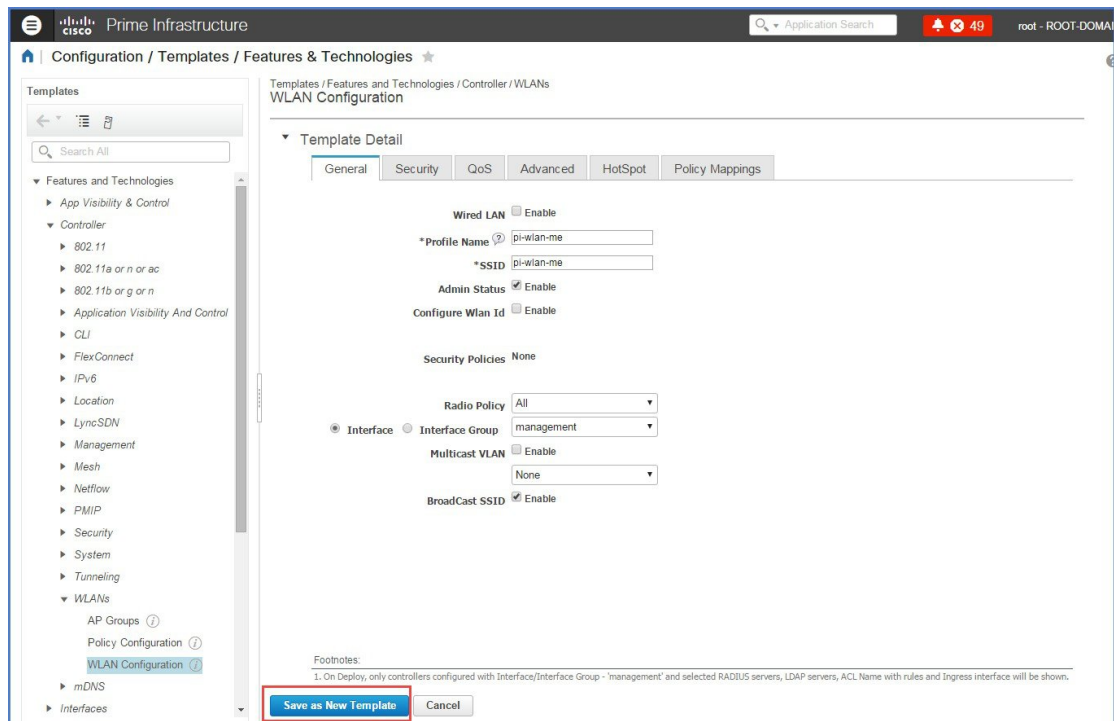 cisco Prime Infrastructure
Application Search
49
root - ROOT-DOMAI
Configuration / Templates / Features & Technologies
Templates
Search All
Features and Technologies
App Visibility & Control
Controller
802.11
802.11a or n or ac
802.11b or g or n
Application Visibility And Control
CLI
FlexConnect
IPv6
Location
LyncSDN
Management
Mesh
Netflow
PMIP
Security
System
Tunneling
WLANs
AP Groups
Policy Configuration
WLAN Configuration
mDNS
Interfaces
Templates / Features and Technologies / Controller / WLANs
WLAN Configuration
Template Detail
General Security QoS Advanced HotSpot Policy Mappings
Wired LAN Enable
*Profile Name ? pi-wlan-me
*SSID pi-wlan-me
Admin Status Enable
Configure Wlan Id Enable
Security Policies None
Radio Policy All
Interface Interface Group management
Multicast VLAN Enable
None
BroadCast SSID Enable
Footnotes:
1. On Deploy, only controllers configured with Interface/Interface Group - 'management' and selected RADIUS servers, LDAP servers, ACL Name with rules and Ingress interface will be shown.
Save as New Template Cancel